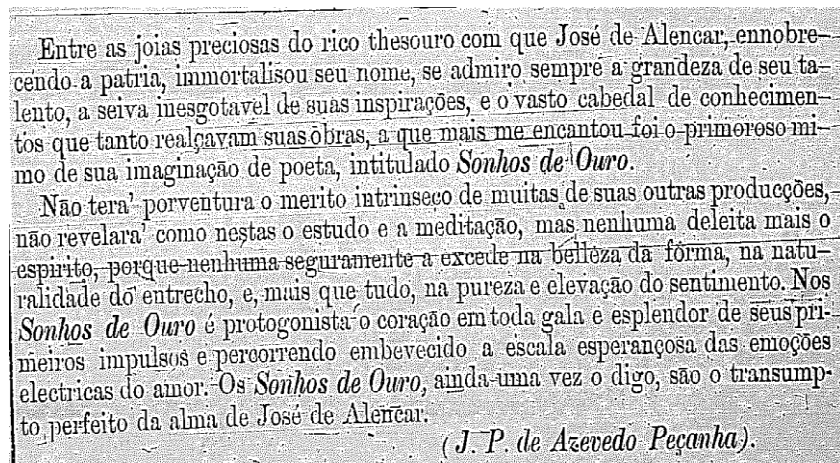 Entre as joias preciosas do rico thesouro com que José de Alencar, ennobre-
cendo a patria, immortalisou seu nome, se admiro sempre a grandeza de seu ta-
lento, a seiva inesgotavel de suas inspirações, e o vasto cabedal de conhecimen-
tos que tanto realçavam suas obras, a que mais me encantou foi o primoroso mi-
mo de sua imaginação de poeta, intitulado Sonhos de Ouro.
Não tera' porventura o merito intrinseco de muitas de suas outras producções,
não revelara' como nestas o estudo e a meditação, mas nenhuma deleita mais o
espirito, porque nenhuma seguramente a excede na belleza da fórma, na natu-
ralidade do entrecho, e, mais que tudo, na pureza e elevação do sentimento. Nos
Sonhos de Ouro é protogonista o coração em toda gala e esplendor de seus pri-
meiros impulsos e percorrendo embevecido a escala esperançosa das emoções
electricas do amor. Os Sonhos de Ouro, ainda uma vez o digo, são o transump-
to perfeito da alma de José de Alencar.
(J. P. de Azevedo Peçanha).